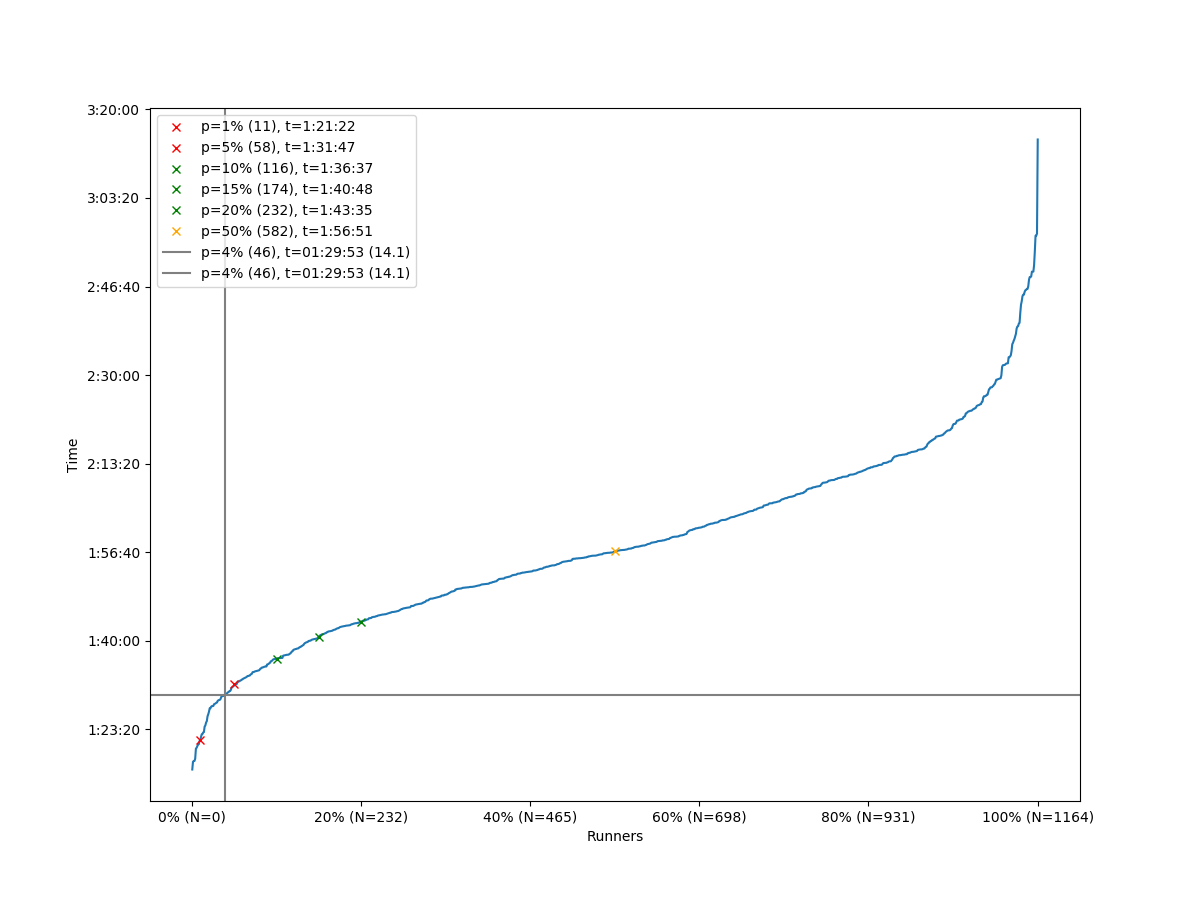 3:20:00
3:03:20
2:46:40
2:30:00
2:13:20
1:56:40
1:40:00
1:23:20
Time
p=1% (11), t=1:21:22
p=5% (58), t=1:31:47
p=10% (116), t=1:36:37
p=15% (174), t=1:40:48
p=20% (232), t=1:43:35
p=50% (582), t=1:56:51
p=4% (46), t=01:29:53 (14.1)
p=4% (46), t=01:29:53 (14.1)
0% (N=0) 20% (N=232) 40% (N=465) 60% (N=698) 80% (N=931) 100% (N=1164)
Runners